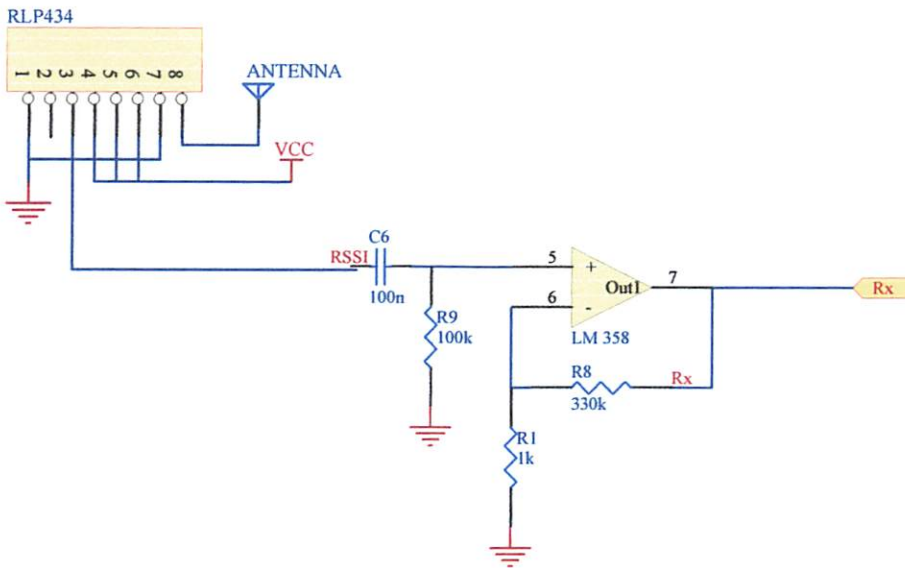 RLP434
1 2 3 4 5 6 7 8
ANTENNA
VCC
C6
RSSI
100n
5
+
R9
100k
Out1
7
Rx
6
-
LM 358
R8
Rx
330k
R1
1k